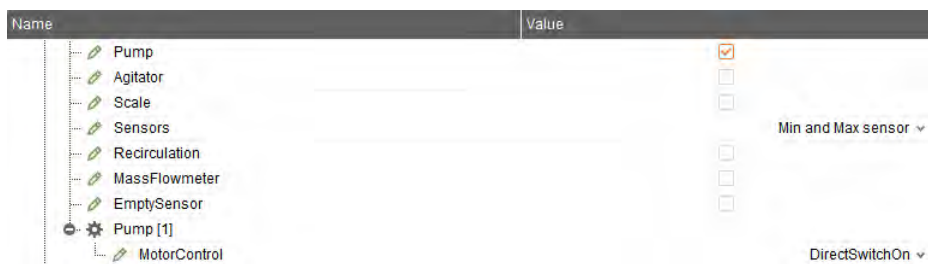 Name Value
Pump
Agitator
Scale
Sensors Min and Max sensor
Recirculation
MassFlowmeter
EmptySensor
Pump [1]
MotorControl DirectSwitchOn